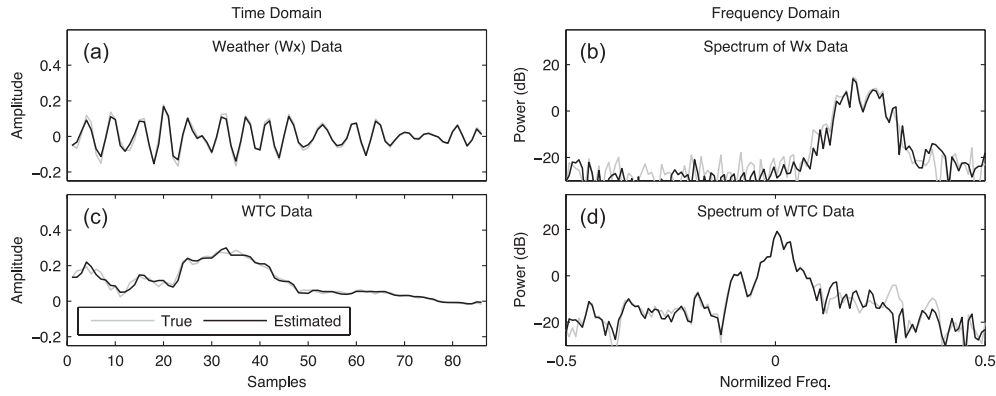 Time Domain
Frequency Domain
(a)
Weather (Wx) Data
Amplitude
0.4
0.2
0
−0.2
(b)
Spectrum of Wx Data
Power (dB)
20
0
−20
(c)
WTC Data
Amplitude
0.4
0.2
0
−0.2
True
Estimated
0 10 20 30 40 50 60 70 80
Samples
(d)
Spectrum of WTC Data
Power (dB)
20
0
−20
−0.5 0 0.5
Normilized Freq.